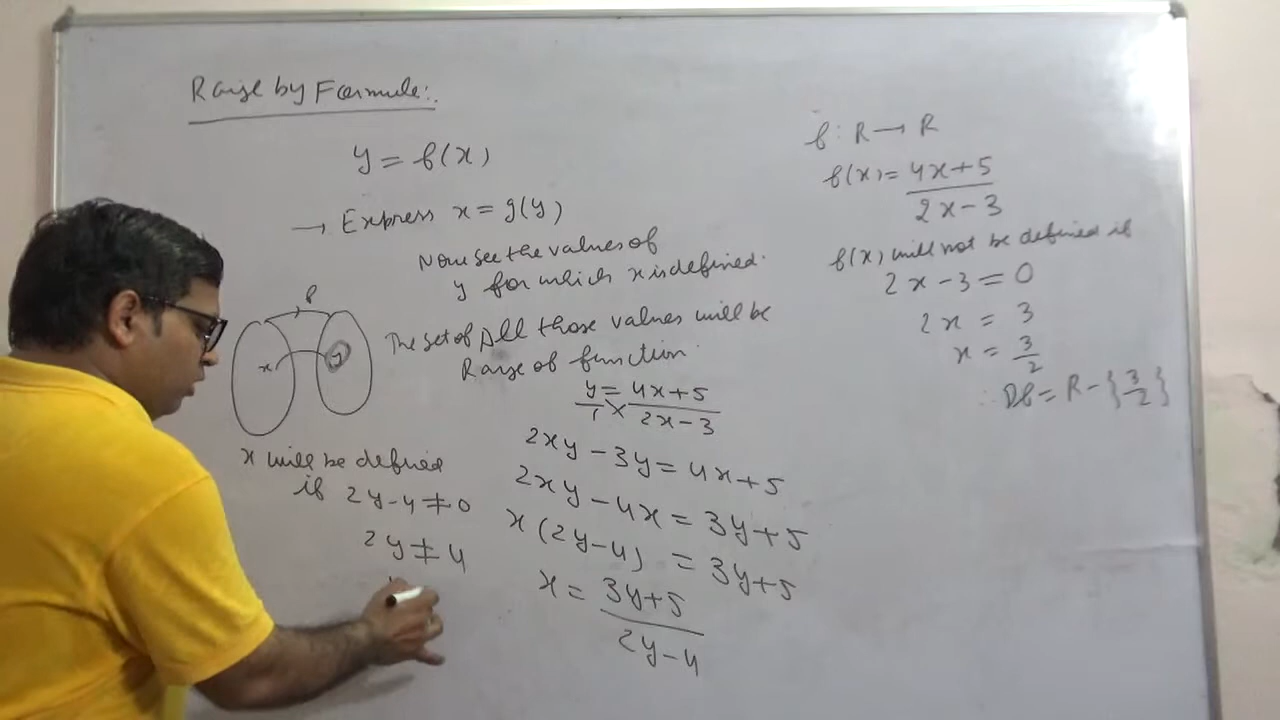 Range by Formula:.
y = f(x)
→ Express x = g(y)
Now see the values of
y for which x is defined.
f
x
y
The set of All those values will be
Range of function.
y/1 = (4x+5)/(2x-3)
2xy - 3y = 4x+5
2xy - 4x = 3y+5
x(2y-4) = 3y+5
x = (3y+5)/(2y-4)
x will be defined
if 2y-4 ≠ 0
2y ≠ 4
f: R → R
f(x) = (4x+5)/(2x-3)
f(x) will not be defined if
2x-3 = 0
2x = 3
x = 3/2
∴ Df = R - {3/2}